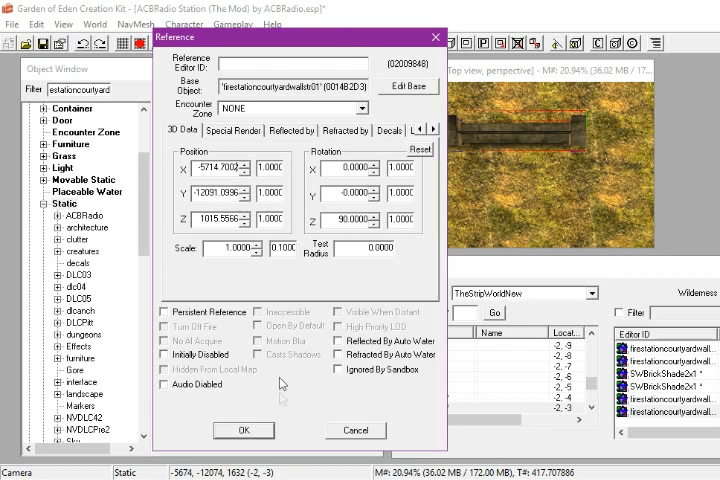 Garden of Eden Creation Kit - [ACBRadio Station (The Mod) by ACBRadio.esp]*
File Edit View World NavMesh Character Gameplay Help
Object Window
Filter estationcourtyard
Container
Door
Encounter Zone
Furniture
Grass
Light
Movable Static
Placeable Water
Static
ACBRadio
architecture
clutter
creatures
decals
DLC03
dlc04
DLC05
dlcanch
DLCPitt
dungeons
Effects
furniture
Gore
interface
landscape
Markers
NVDLC42
NVDLCPre2
Reference
Reference Editor ID: (02009848)
Base Object: 'firestationcourtyardwallstr01' (0014B2D3) Edit Base
Encounter Zone NONE
3D Data Special Render Reflected by Refracted by Decals
Position Rotation Reset
X -5714.7002 1.0000 X 0.0000 1.0000
Y -12091.0996 1.0000 Y -0.0000 1.0000
Z 1015.5566 1.0000 Z 90.0000 1.0000
Scale: 1.0000 0.1000 Test Radius 0.0000
Persistent Reference Inaccessible Visible When Distant
Turn Off Fire Open By Default High Priority LOD
No AI Acquire Motion Blur Reflected By Auto Water
Initially Disabled Casts Shadows Refracted By Auto Water
Hidden From Local Map Ignored By Sandbox
Audio Diabled
OK Cancel
Top view, perspective] M#: 20.94% (36.02 MB / 172...
TheStripWorldNew Wilderness
Go Filter
Name Locat... Editor ID
-2, -9 firestationcourtyardwall...
-2, -8 firestationcourtyardwall...
-2, -7 SWBrickShade2x1 *
-2, -6 SWBrickShade2x1 *
-2, -5 firestationcourtyardwall...
-2, -4 firestationcourtyardwall...
-2, -3
Camera Static -5674, -12074, 1632 (-2, -3) M#: 20.94% (36.02 MB / 172.00 MB), T#: 417.707886